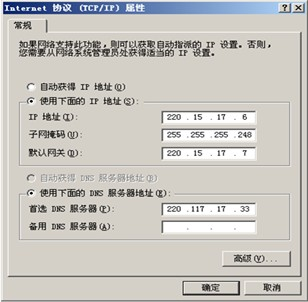 Internet 协议 (TCP/IP) 属性
常规
如果网络支持此功能，则可以获取自动指派的 IP 设置。否则，
您需要从网络系统管理员处获得适当的 IP 设置。
自动获得 IP 地址(O)
使用下面的 IP 地址(S):
IP 地址(I): 220 . 15 . 17 . 6
子网掩码(U): 255 .255 .255 .248
默认网关(D): 220 . 15 . 17 . 7
自动获得 DNS 服务器地址(B)
使用下面的 DNS 服务器地址(E):
首选 DNS 服务器(P): 220 .117 . 17 . 33
备用 DNS 服务器(A): . . .
高级(V)...
确定 取消